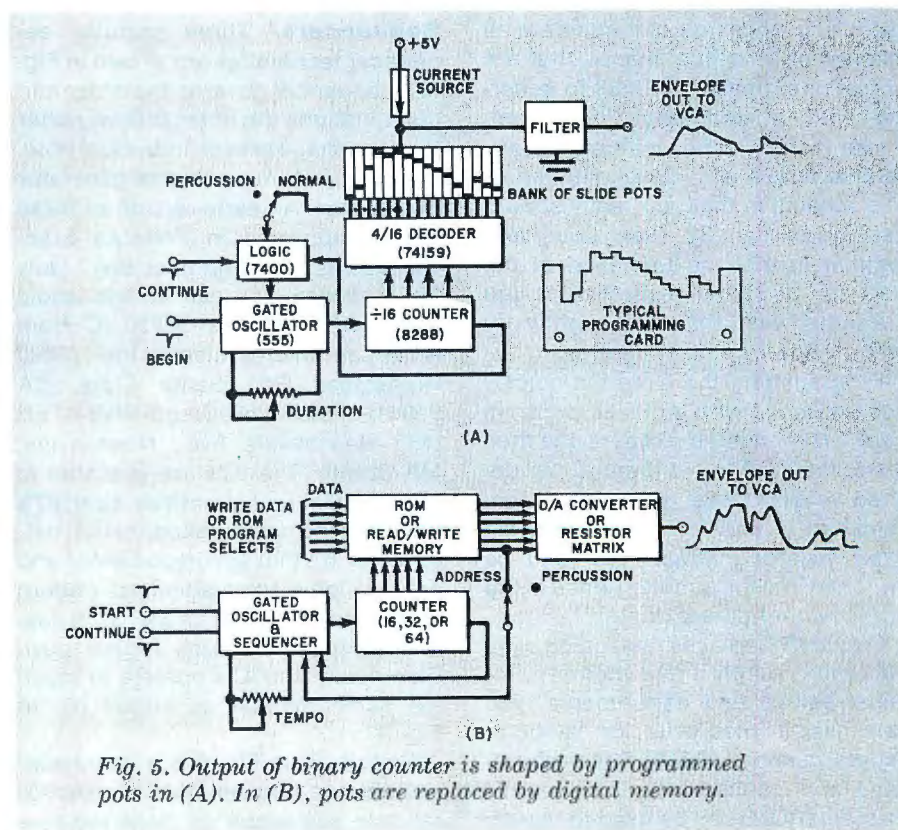 +5V
CURRENT
SOURCE
FILTER
ENVELOPE
OUT TO
VCA
PERCUSSION
NORMAL
BANK OF SLIDE POTS
4/16 DECODER
(74159)
LOGIC
(7400)
CONTINUE
GATED
OSCILLATOR
(555)
÷16 COUNTER
(8288)
TYPICAL
PROGRAMMING
CARD
BEGIN
DURATION
(A)
DATA
WRITE DATA
OR ROM
PROGRAM
SELECTS
ROM
OR
READ/WRITE
MEMORY
D/A CONVERTER
OR
RESISTOR
MATRIX
ENVELOPE OUT
TO VCA
ADDRESS
PERCUSSION
START
CONTINUE
GATED
OSCILLATOR
&
SEQUENCER
COUNTER
(16, 32, OR
64)
TEMPO
(B)
Fig. 5. Output of binary counter is shaped by programmed
pots in (A). In (B), pots are replaced by digital memory.